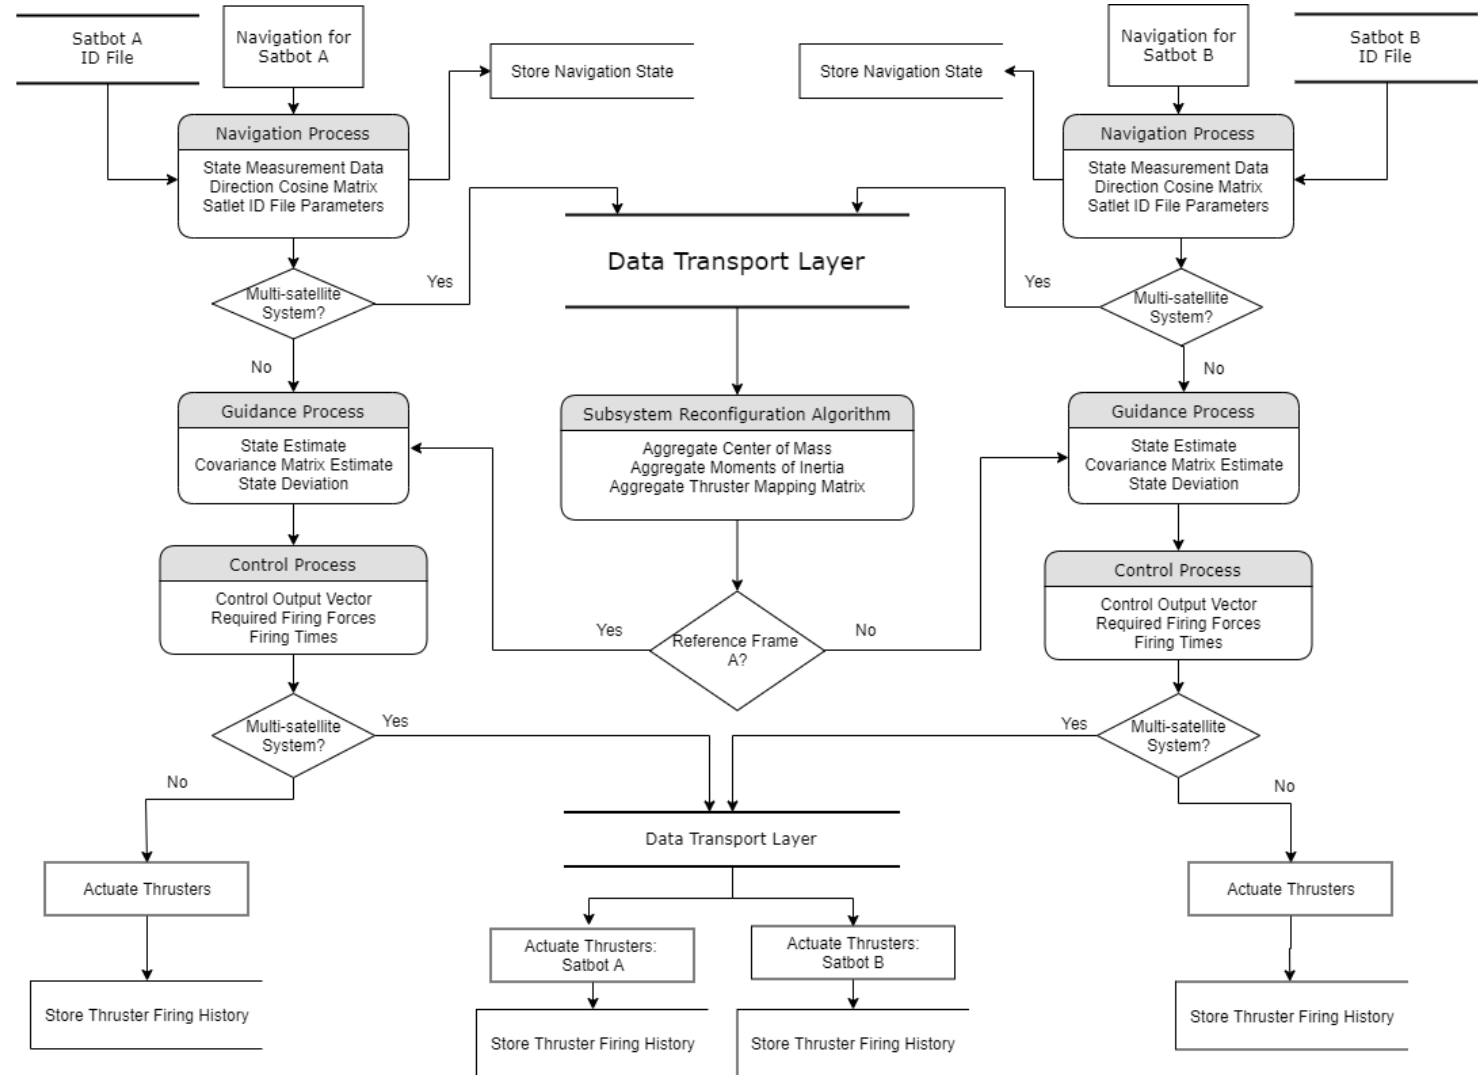 Satbot A
ID File
Navigation for
Satbot A
Store Navigation State
Store Navigation State
Navigation for
Satbot B
Satbot B
ID File
Navigation Process
State Measurement Data
Direction Cosine Matrix
Satlet ID File Parameters
Navigation Process
State Measurement Data
Direction Cosine Matrix
Satlet ID File Parameters
Data Transport Layer
Multi-satellite
System?
Yes
No
Yes
Multi-satellite
System?
No
Guidance Process
State Estimate
Covariance Matrix Estimate
State Deviation
Subsystem Reconfiguration Algorithm
Aggregate Center of Mass
Aggregate Moments of Inertia
Aggregate Thruster Mapping Matrix
Guidance Process
State Estimate
Covariance Matrix Estimate
State Deviation
Control Process
Control Output Vector
Required Firing Forces
Firing Times
Yes
Reference Frame
A?
No
Control Process
Control Output Vector
Required Firing Forces
Firing Times
Multi-satellite
System?
Yes
No
Yes
Multi-satellite
System?
No
Data Transport Layer
Actuate Thrusters
Actuate Thrusters:
Satbot A
Actuate Thrusters:
Satbot B
Actuate Thrusters
Store Thruster Firing History
Store Thruster Firing History
Store Thruster Firing History
Store Thruster Firing History